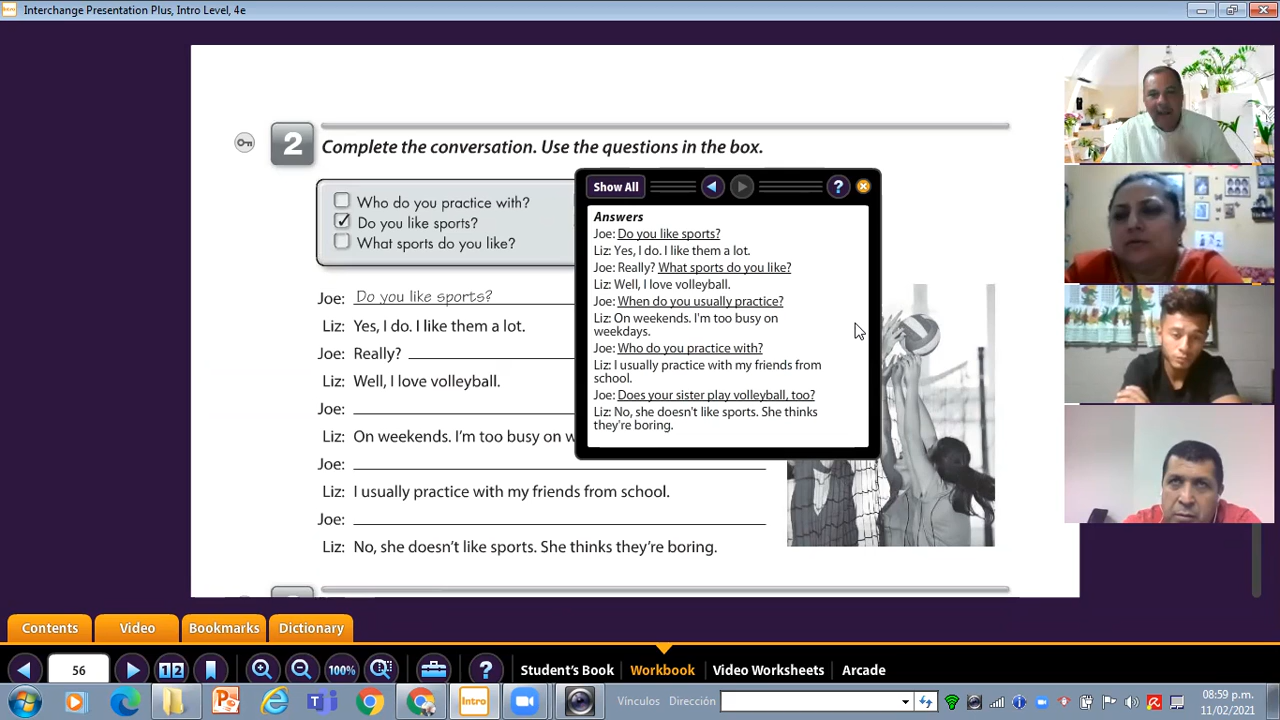 Interchange Presentation Plus, Intro Level, 4e
2
Complete the conversation. Use the questions in the box.
Who do you practice with?
Do you like sports?
What sports do you like?
Joe: Do you like sports?
Liz: Yes, I do. I like them a lot.
Joe: Really?
Liz: Well, I love volleyball.
Joe:
Liz: On weekends. I'm too busy on w
Joe:
Liz: I usually practice with my friends from school.
Joe:
Liz: No, she doesn't like sports. She thinks they're boring.
Show All
?
Answers
Joe: Do you like sports?
Liz: Yes, I do. I like them a lot.
Joe: Really? What sports do you like?
Liz: Well, I love volleyball.
Joe: When do you usually practice?
Liz: On weekends. I'm too busy on
weekdays.
Joe: Who do you practice with?
Liz: I usually practice with my friends from
school.
Joe: Does your sister play volleyball, too?
Liz: No, she doesn't like sports. She thinks
they're boring.
Contents Video Bookmarks Dictionary
56 12 100% ? Student's Book Workbook Video Worksheets Arcade
Intro Vínculos Dirección 08:59 p.m.
11/02/2021